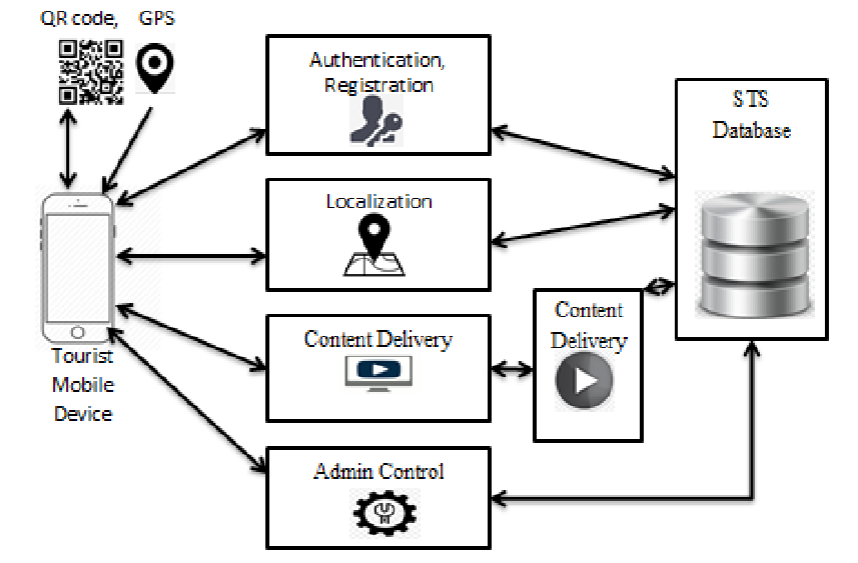 QR code, GPS
Authentication,
Registration
STS
Database
Localization
Content Delivery
Content
Delivery
Tourist
Mobile
Device
Admin Control